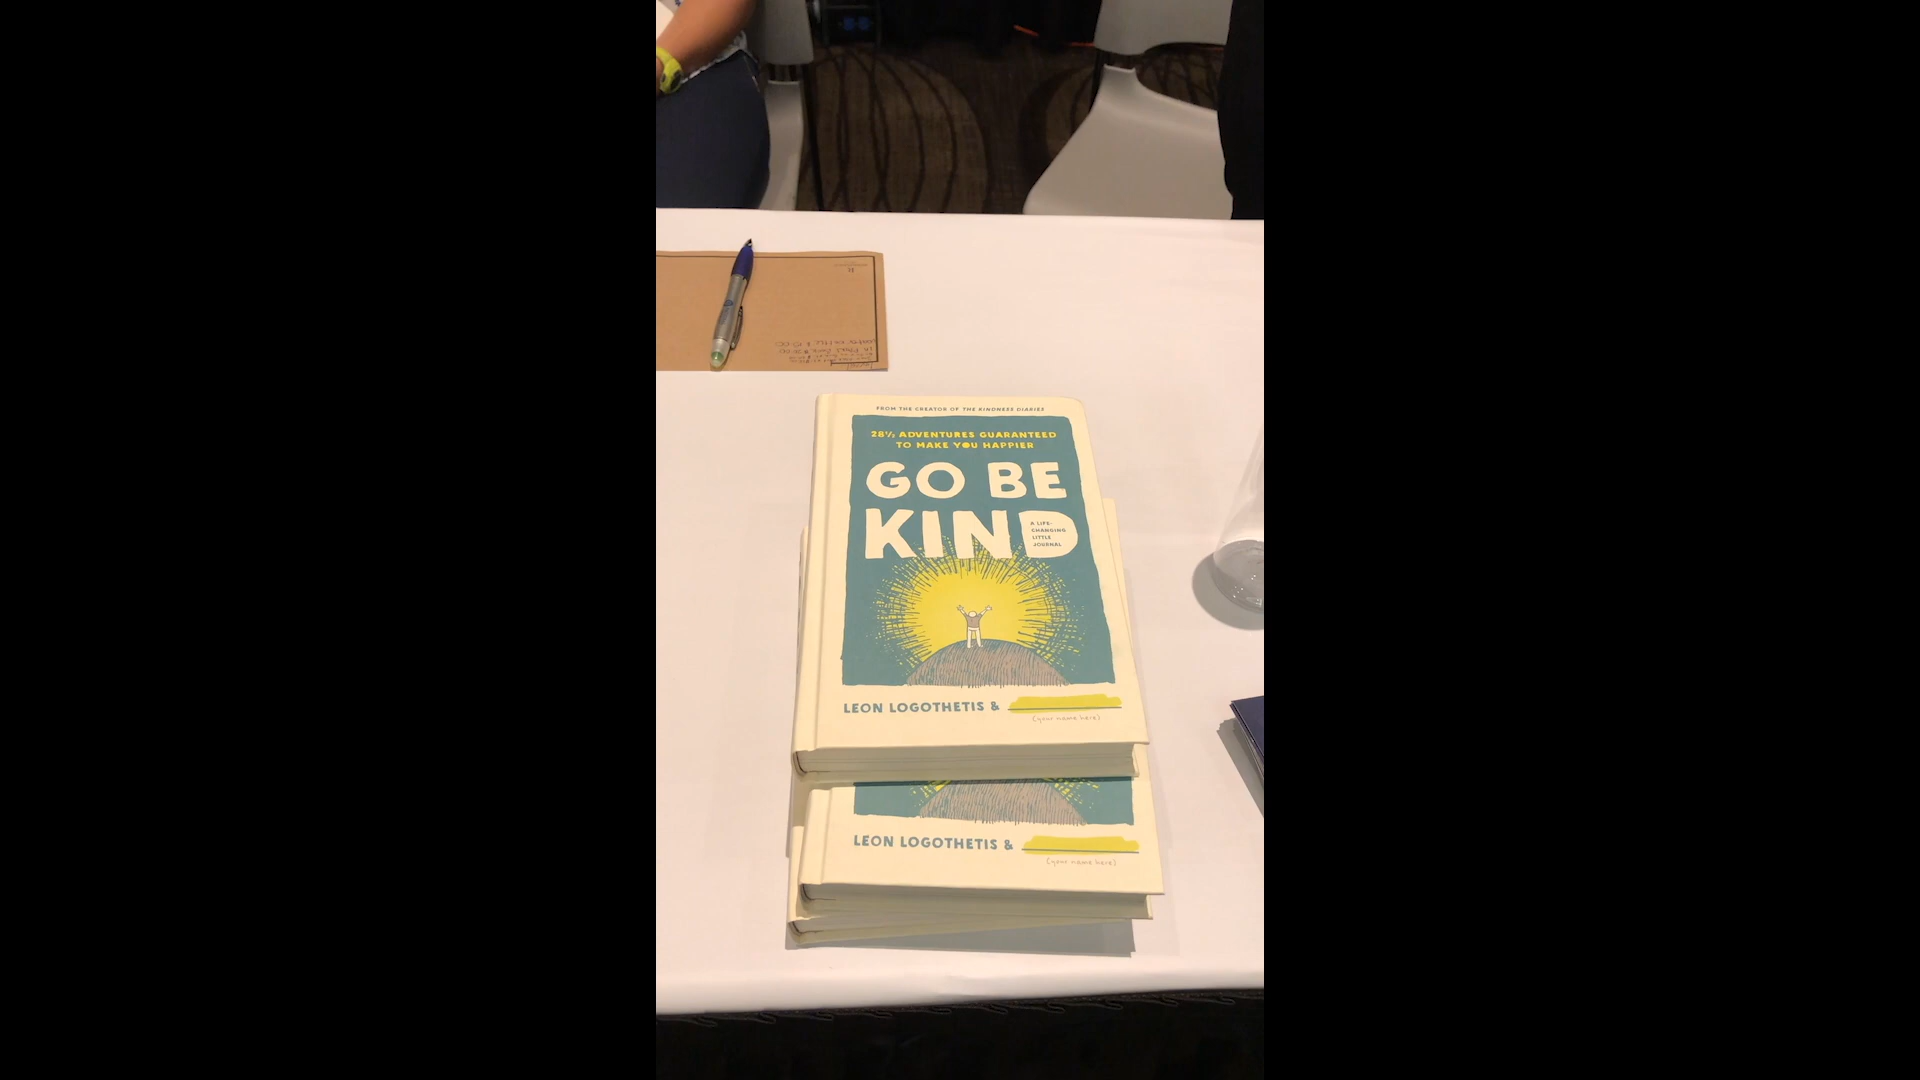 FROM THE CREATOR OF THE KINDNESS DIARIES
28½ ADVENTURES GUARANTEED
TO MAKE YOU HAPPIER
GO BE
KIND
A LIFE-
CHANGING
LITTLE
JOURNAL
LEON LOGOTHETIS &
(your name here)
LEON LOGOTHETIS &
(your name here)